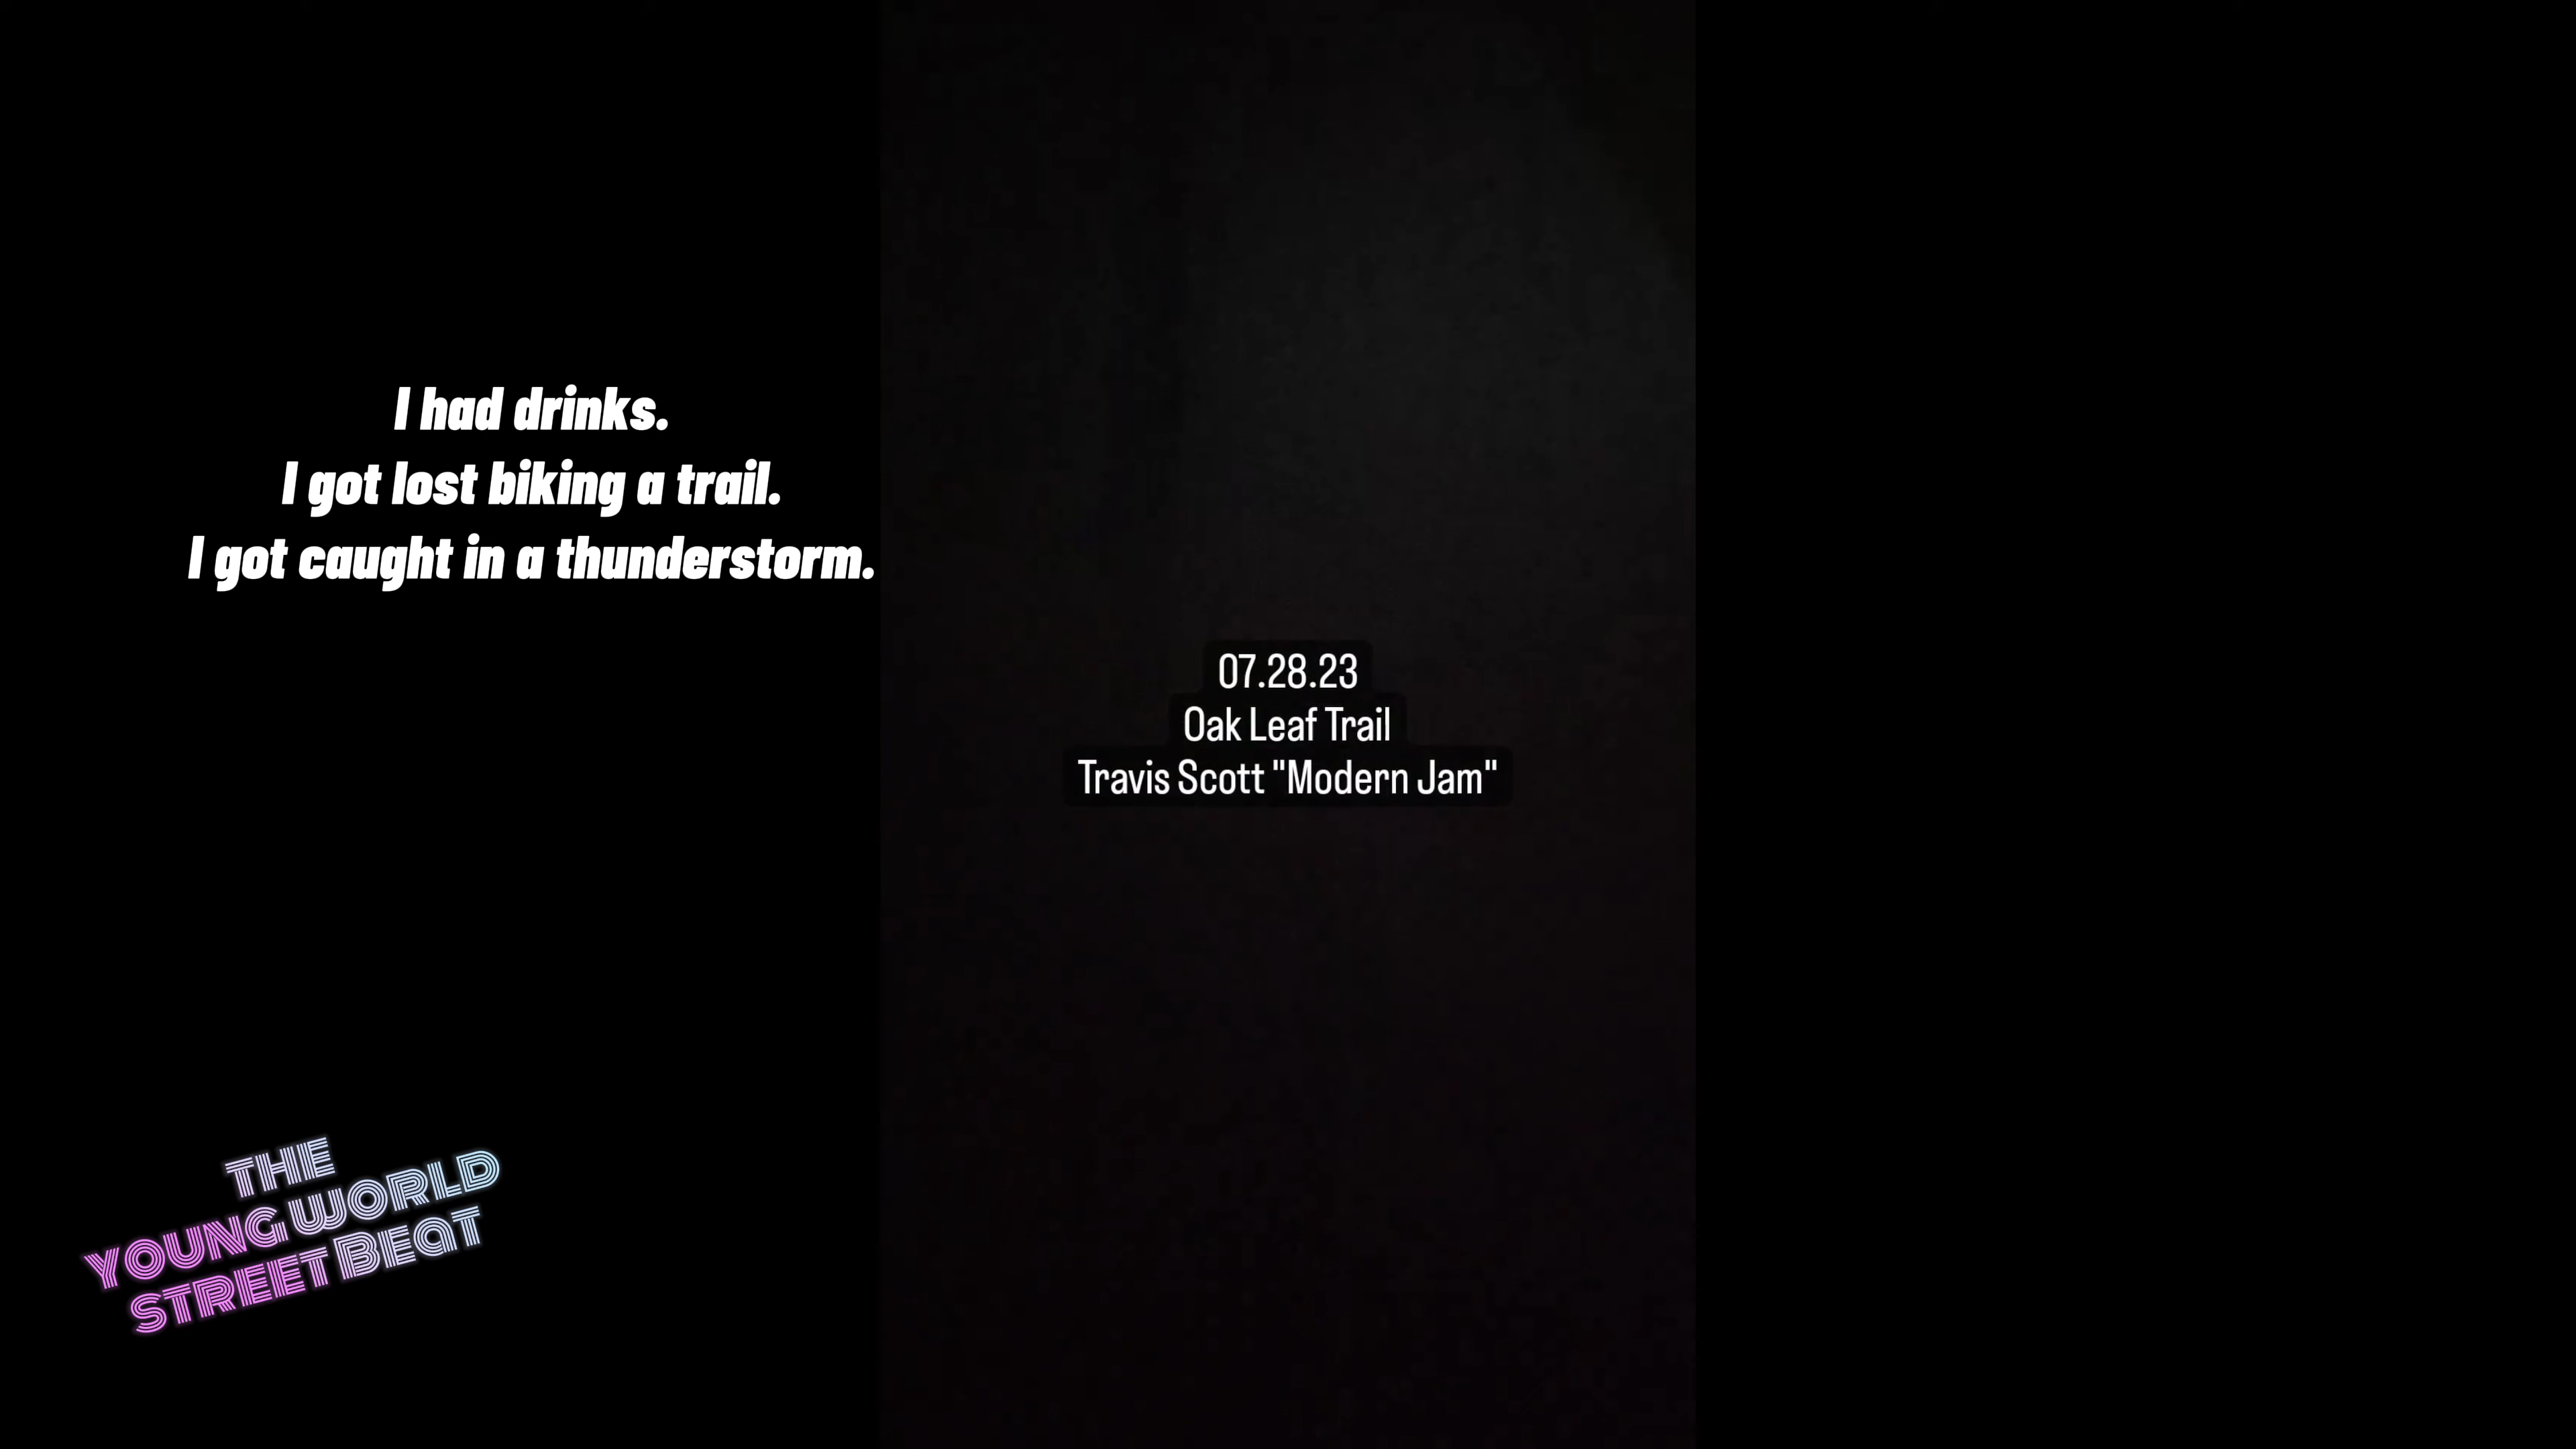 I had drinks.
I got lost biking a trail.
I got caught in a thunderstorm.
07.28.23
Oak Leaf Trail
Travis Scott "Modern Jam"
THE
YOUNG WORLD
STREET BEAT